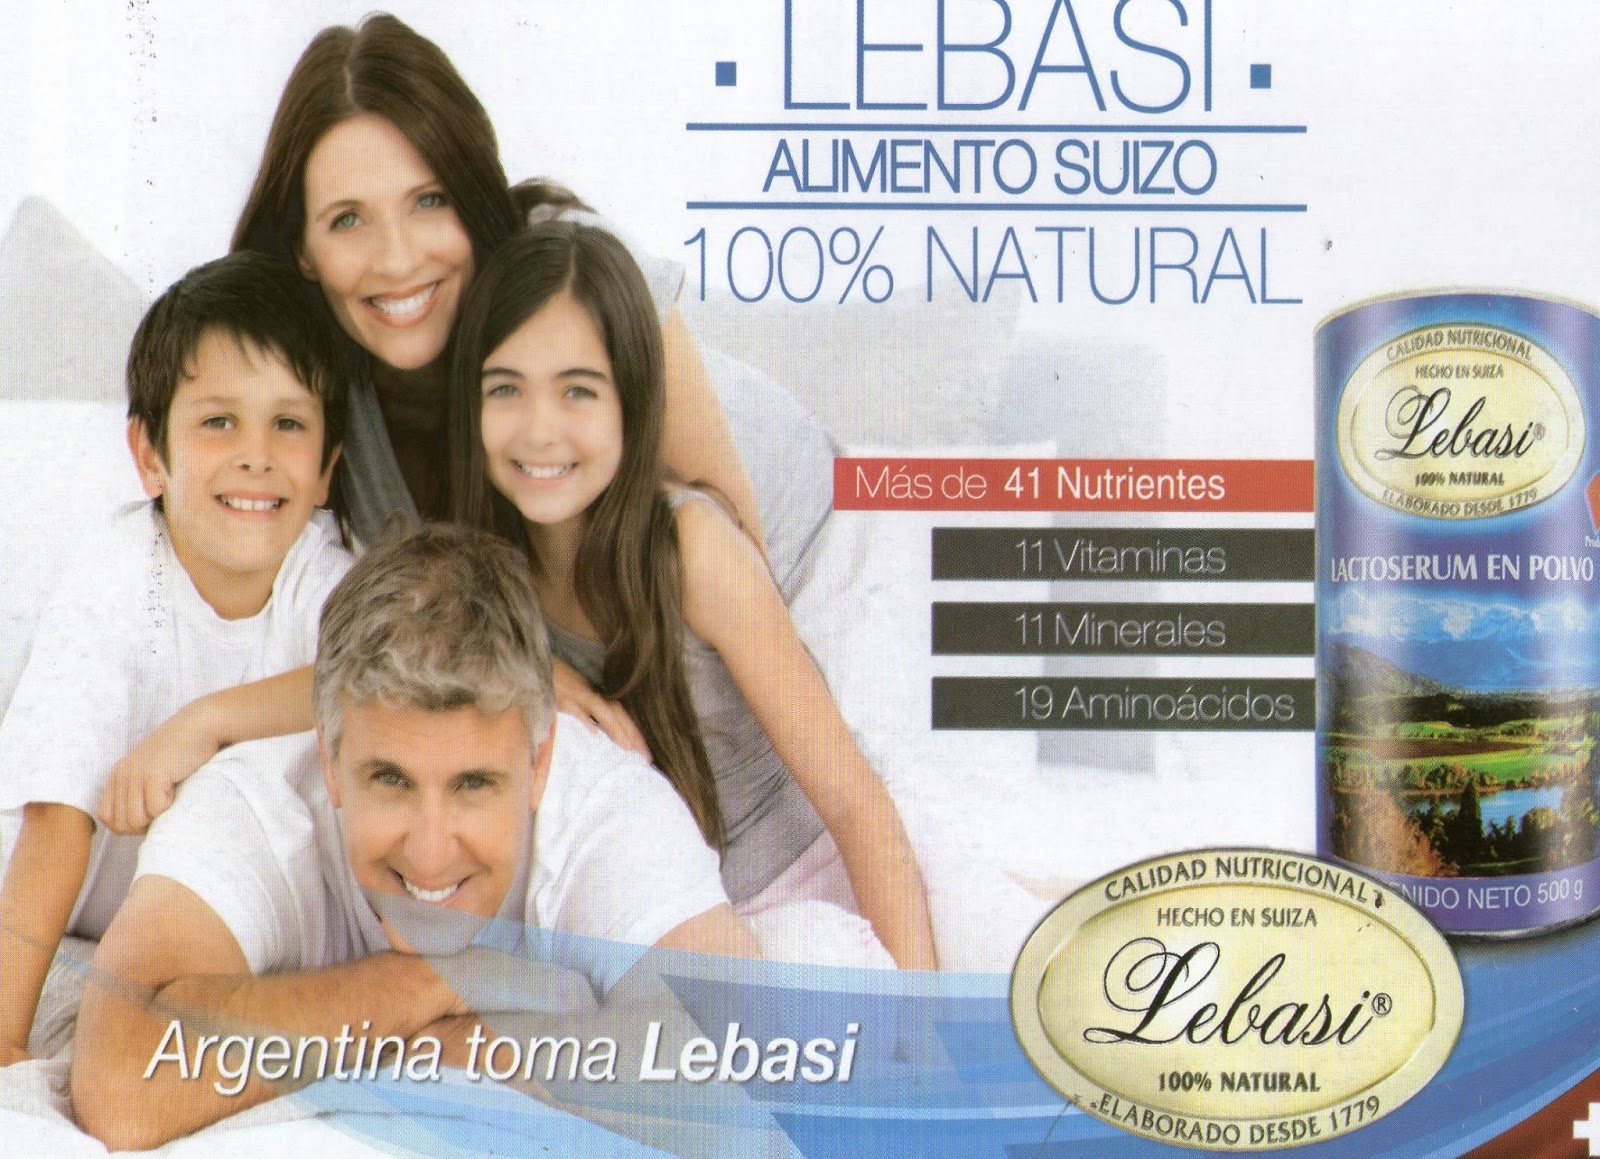 · LEBASI ·
ALIMENTO SUIZO
100% NATURAL
Más de 41 Nutrientes
11 Vitaminas
11 Minerales
19 Aminoácidos
CALIDAD NUTRICIONAL
HECHO EN SUIZA
Lebasi®
100% NATURAL
ELABORADO DESDE 1779
LACTOSERUM EN POLVO
NIDO NETO 500 g
Argentina toma Lebasi
CALIDAD NUTRICIONAL
HECHO EN SUIZA
Lebasi®
100% NATURAL
ELABORADO DESDE 1779